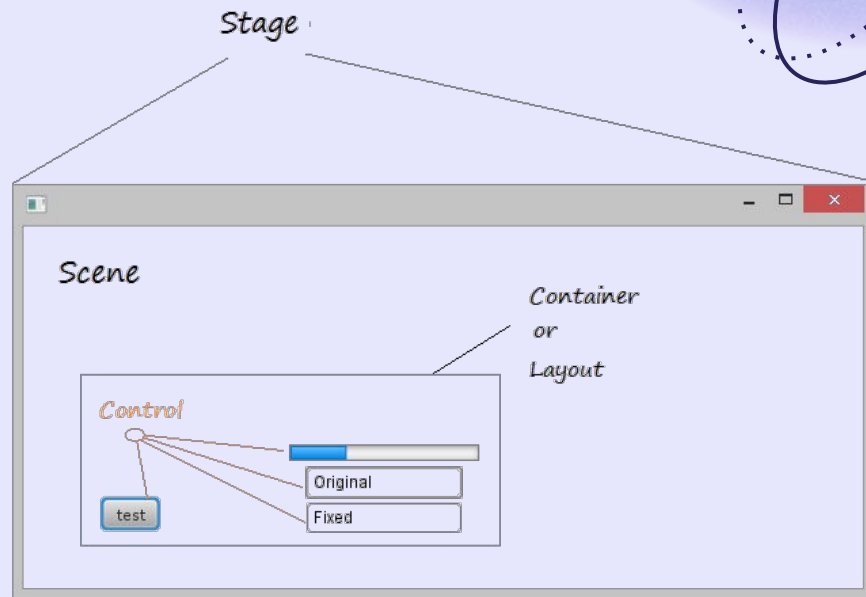 Stage
Scene
Container
or
Layout
Control
Original
Fixed
test